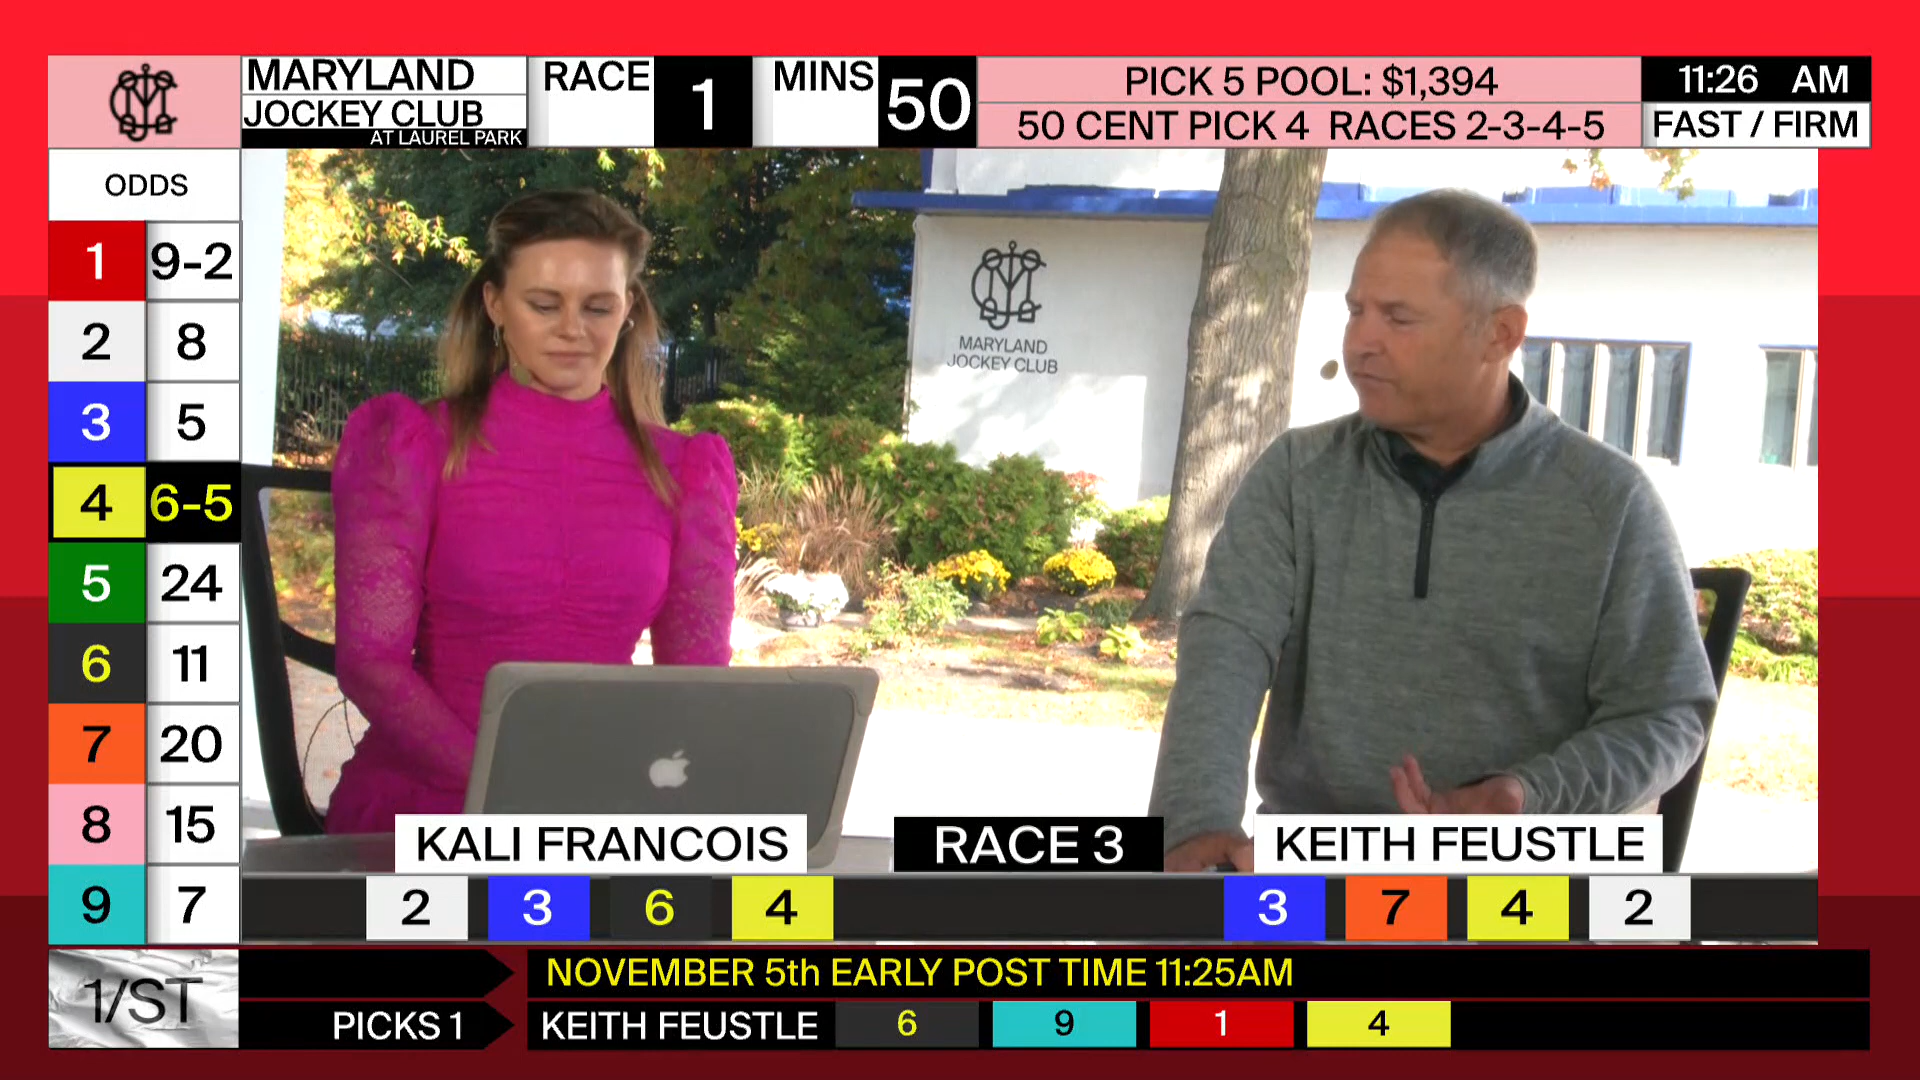 MARYLAND
JOCKEY CLUB
AT LAUREL PARK
RACE 1
MINS 50
PICK 5 POOL: $1,394
50 CENT PICK 4 RACES 2-3-4-5
11:26 AM
FAST / FIRM
ODDS
1 9-2
2 8
3 5
4 6-5
5 24
6 11
7 20
8 15
9 7
MARYLAND
JOCKEY CLUB
KALI FRANCOIS
RACE 3
KEITH FEUSTLE
2 3 6 4
3 7 4 2
1/ST
NOVEMBER 5th EARLY POST TIME 11:25AM
PICKS 1
KEITH FEUSTLE 6 9 1 4